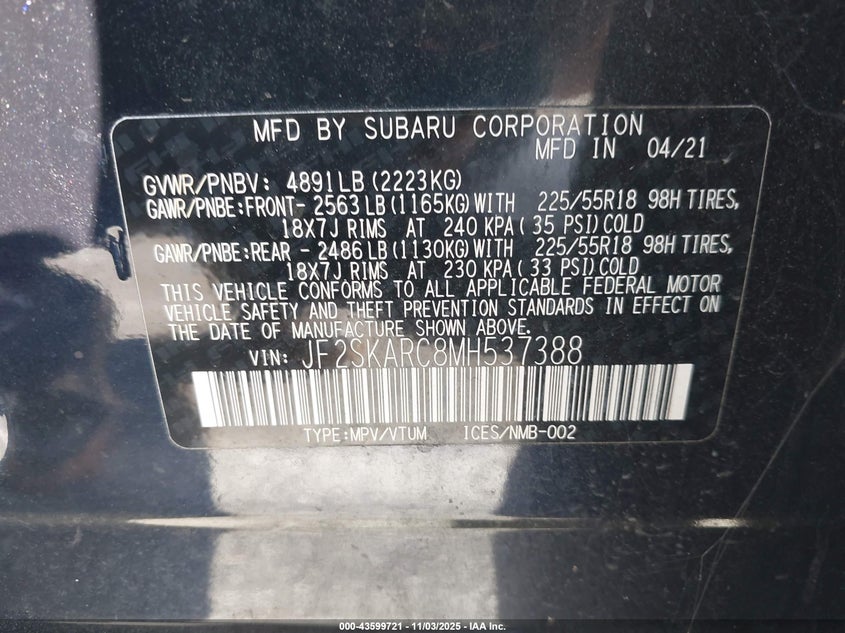 MFD BY SUBARU CORPORATION
MFD IN 04/21
GVWR/PNBV: 4891LB (2223KG)
GAWR/PNBE:FRONT- 2563LB (1165KG)WITH 225/55R18 98H TIRES,
18X7J RIMS AT 240 KPA( 35 PSI)COLD
GAWR/PNBE:REAR - 2486LB(1130KG)WITH 225/55R18 98H TIRES,
18X7J RIMS AT 230 KPA( 33 PSI)COLD
THIS VEHICLE CONFORMS TO ALL APPLICABLE FEDERAL MOTOR
VEHICLE SAFETY AND THEFT PREVENTION STANDARDS IN EFFECT ON
THE DATE OF MANUFACTURE SHOWN ABOVE.
VIN: JF2SKARC8MH537388
TYPE:MPV/VTUM ICES/NMB-002
000-43599721 - 11/03/2025 - IAA Inc.